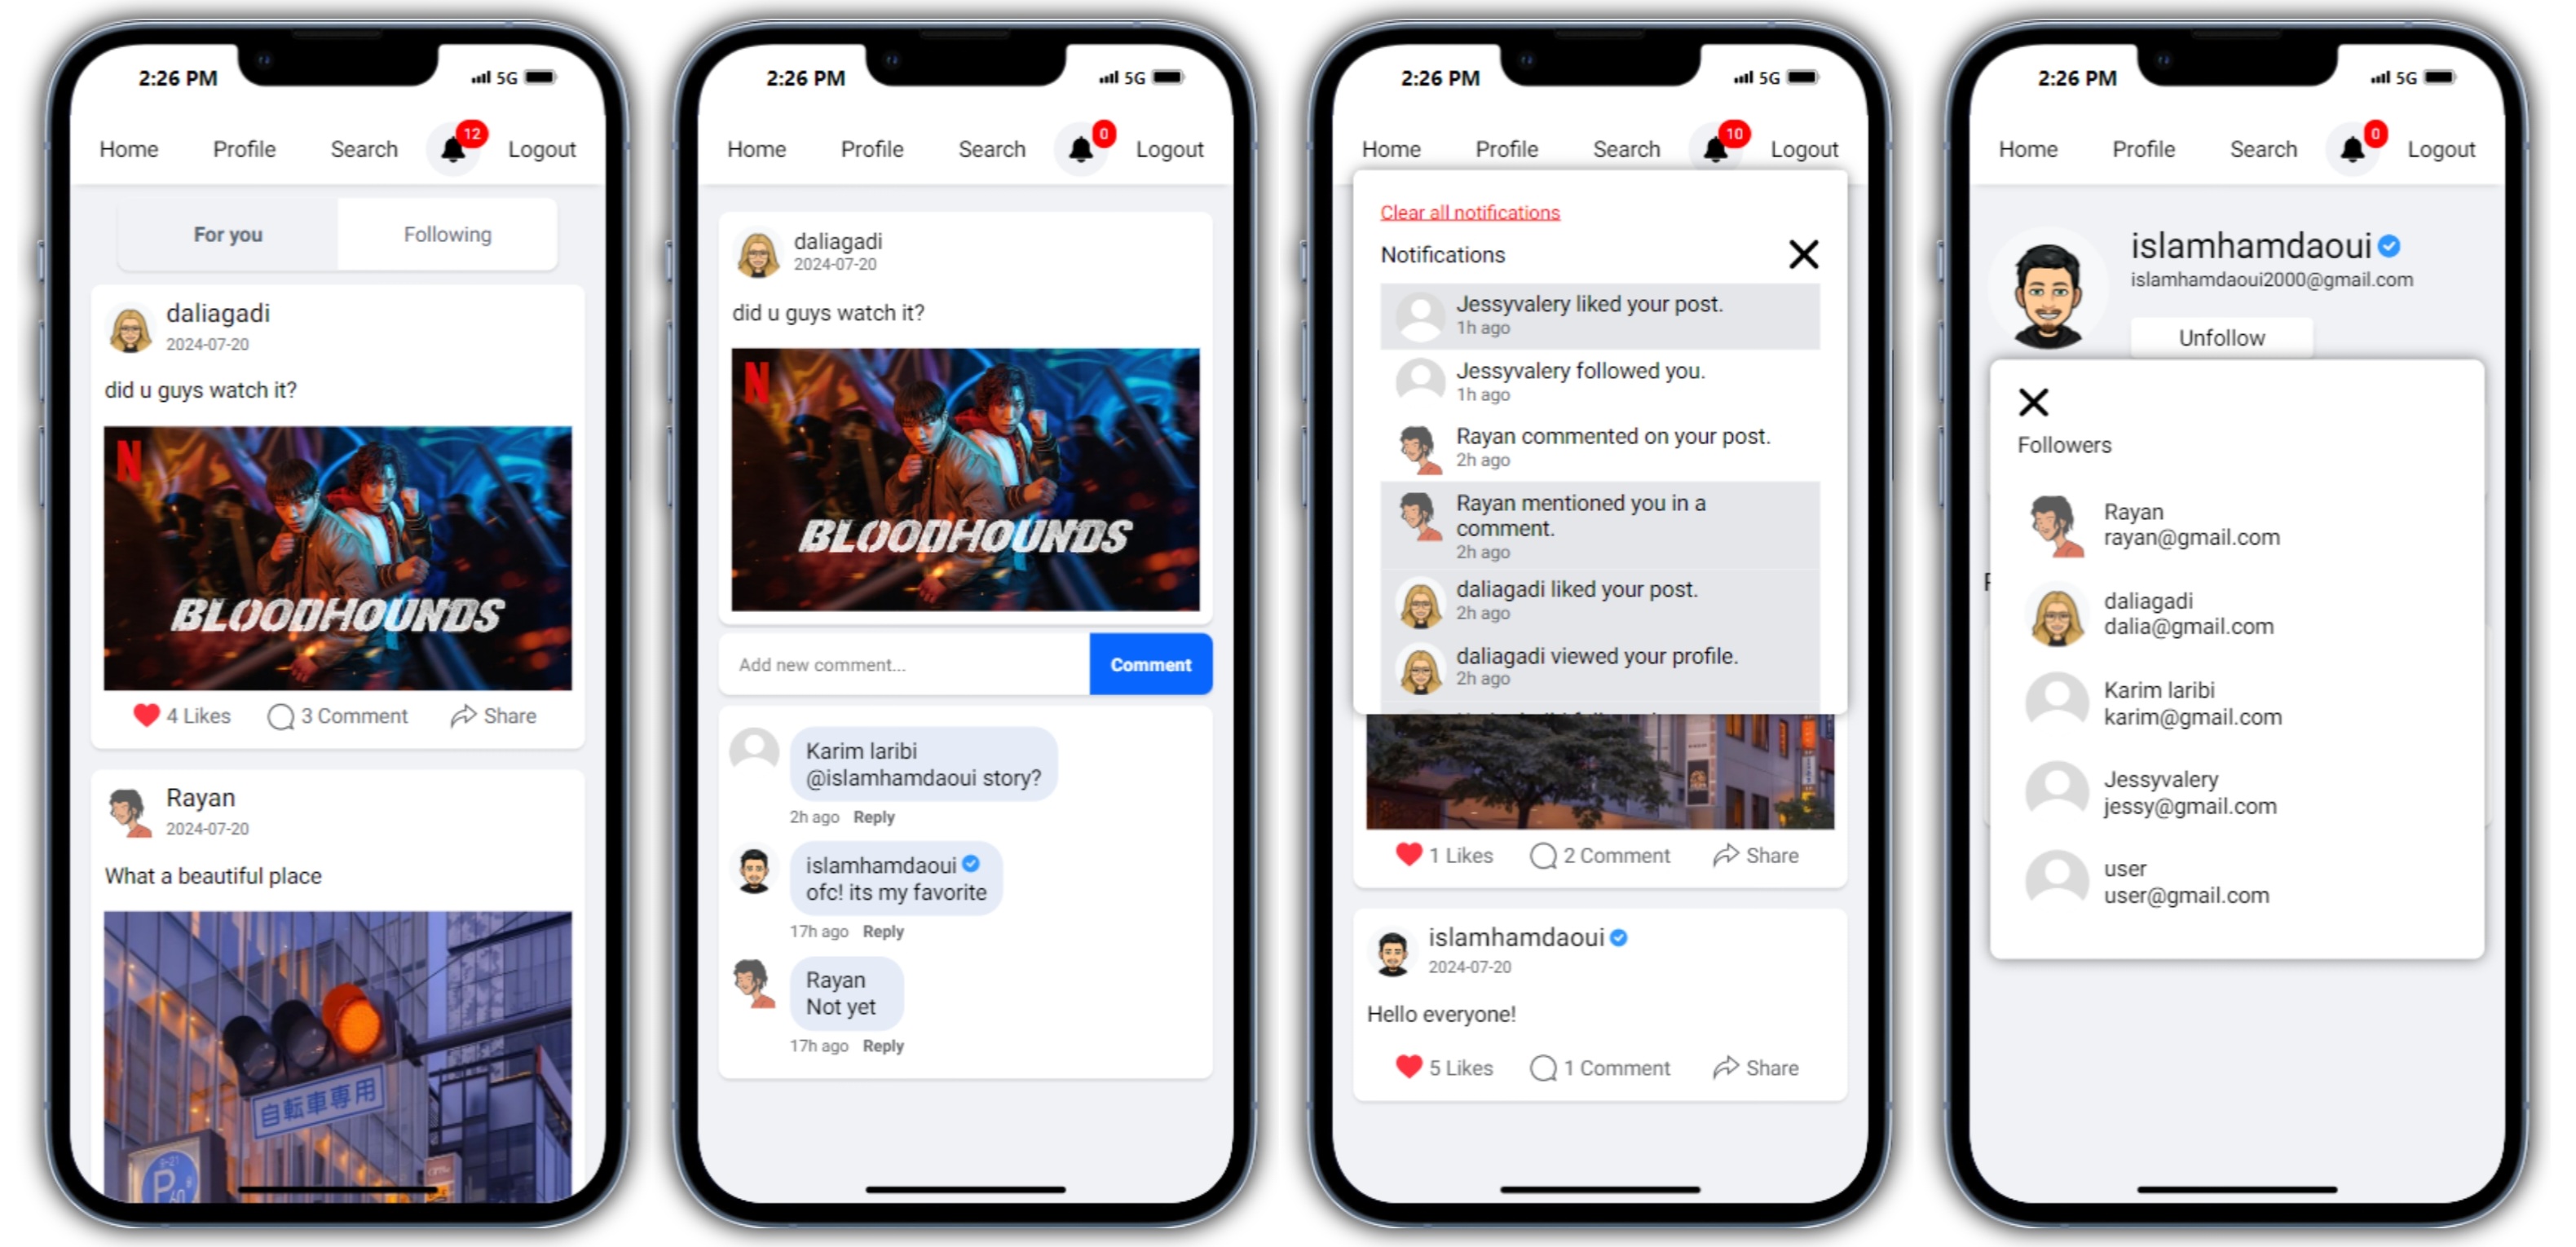 2:26 PM
5G
Home Profile Search 12 Logout
For you Following
daliagadi
2024-07-20
did u guys watch it?
N
BLOODHOUNDS
4 Likes 3 Comment Share
Rayan
2024-07-20
What a beautiful place
自転車専用
P
60
2:26 PM
5G
Home Profile Search 0 Logout
daliagadi
2024-07-20
did u guys watch it?
N
BLOODHOUNDS
Add new comment... Comment
Karim laribi
@islamhamdaoui story?
2h ago Reply
islamhamdaoui
ofc! its my favorite
17h ago Reply
Rayan
Not yet
17h ago Reply
2:26 PM
5G
Home Profile Search 10 Logout
Clear all notifications
Notifications
Jessyvalery liked your post.
1h ago
Jessyvalery followed you.
1h ago
Rayan commented on your post.
2h ago
Rayan mentioned you in a
comment.
2h ago
daliagadi liked your post.
2h ago
daliagadi viewed your profile.
2h ago
1 Likes 2 Comment Share
islamhamdaoui
2024-07-20
Hello everyone!
5 Likes 1 Comment Share
2:26 PM
5G
Home Profile Search 0 Logout
islamhamdaoui
islamhamdaoui2000@gmail.com
Unfollow
Followers
Rayan
rayan@gmail.com
daliagadi
dalia@gmail.com
Karim laribi
karim@gmail.com
Jessyvalery
jessy@gmail.com
user
user@gmail.com